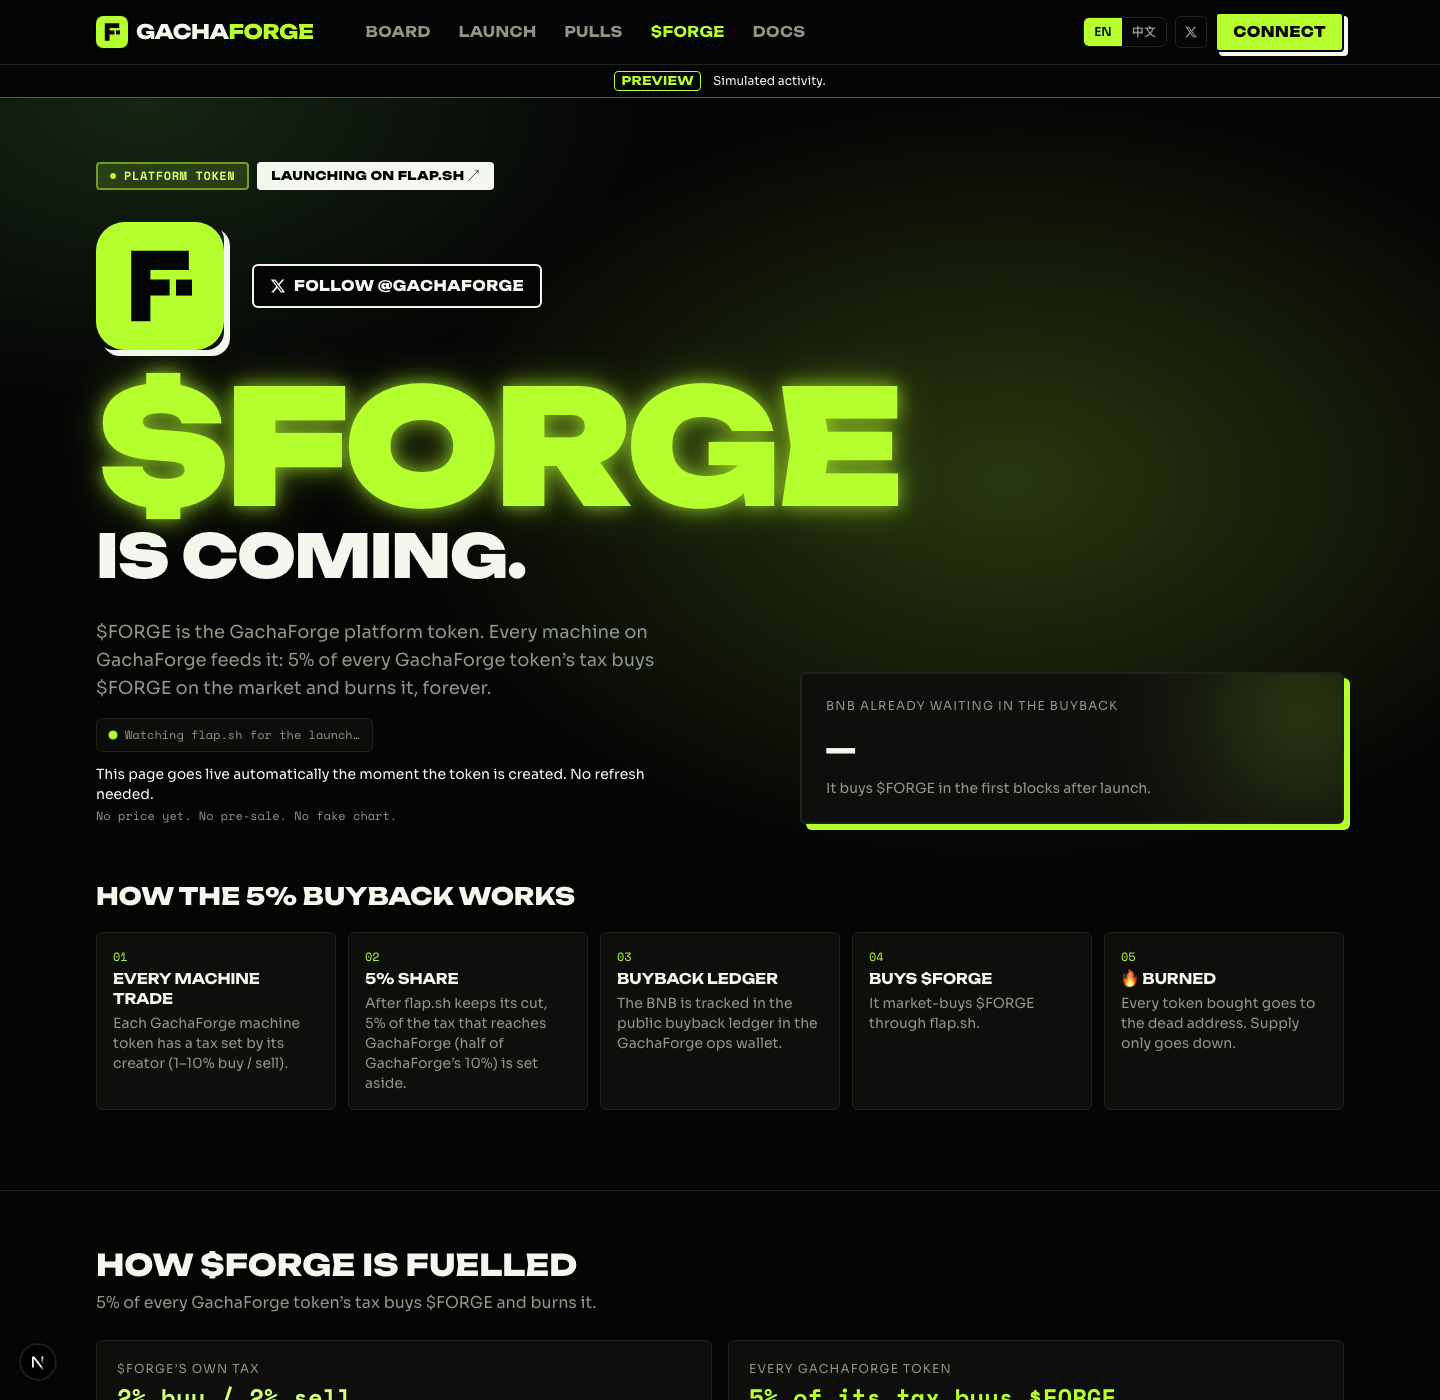 GACHAFORGE
BOARD LAUNCH PULLS $FORGE DOCS
EN 中文 X CONNECT
PREVIEW Simulated activity.
PLATFORM TOKEN
LAUNCHING ON FLAP.SH ↗
F
FOLLOW @GACHAFORGE
$FORGE
IS COMING.
$FORGE is the GachaForge platform token. Every machine on
GachaForge feeds it: 5% of every GachaForge token’s tax buys
$FORGE on the market and burns it, forever.
Watching flap.sh for the launch…
This page goes live automatically the moment the token is created. No refresh
needed.
No price yet. No pre-sale. No fake chart.
BNB ALREADY WAITING IN THE BUYBACK
—
It buys $FORGE in the first blocks after launch.
HOW THE 5% BUYBACK WORKS
01
EVERY MACHINE
TRADE
Each GachaForge machine
token has a tax set by its
creator (1–10% buy / sell).
02
5% SHARE
After flap.sh keeps its cut,
5% of the tax that reaches
GachaForge (half of
GachaForge’s 10%) is set
aside.
03
BUYBACK LEDGER
The BNB is tracked in the
public buyback ledger in the
GachaForge ops wallet.
04
BUYS $FORGE
It market-buys $FORGE
through flap.sh.
05
🔥 BURNED
Every token bought goes to
the dead address. Supply
only goes down.
HOW $FORGE IS FUELLED
5% of every GachaForge token’s tax buys $FORGE and burns it.
$FORGE’S OWN TAX
2% buy / 2% sell
EVERY GACHAFORGE TOKEN
5% of its tax buys $FORGE
N